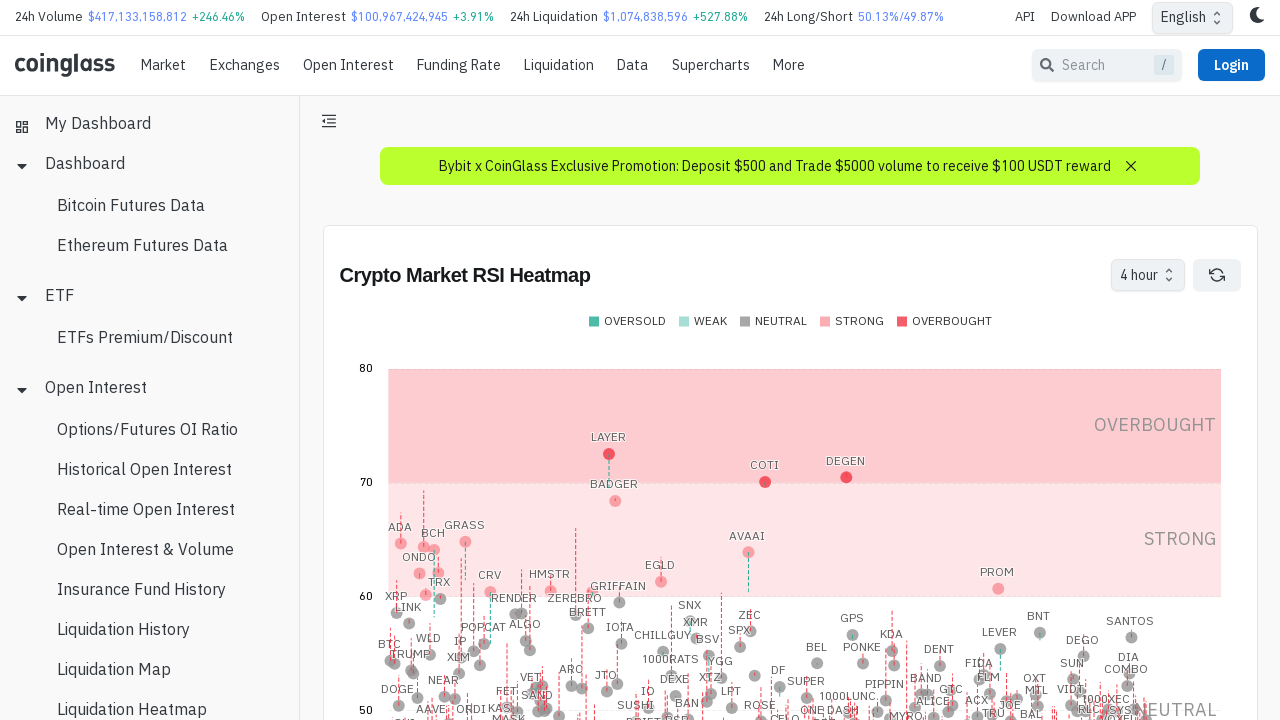 24h Volume $417,133,158,812 +246.46% Open Interest $100,967,424,945 +3.91% 24h Liquidation $1,074,838,596 +527.88% 24h Long/Short 50.13%/49.87% API Download APP English
coinglass Market Exchanges Open Interest Funding Rate Liquidation Data Supercharts More Search / Login
My Dashboard
Dashboard
Bitcoin Futures Data
Ethereum Futures Data
ETF
ETFs Premium/Discount
Open Interest
Options/Futures OI Ratio
Historical Open Interest
Real-time Open Interest
Open Interest & Volume
Insurance Fund History
Liquidation History
Liquidation Map
Liquidation Heatmap
Bybit x CoinGlass Exclusive Promotion: Deposit $500 and Trade $5000 volume to receive $100 USDT reward
Crypto Market RSI Heatmap 4 hour
OVERSOLD WEAK NEUTRAL STRONG OVERBOUGHT
80
OVERBOUGHT
LAYER
COTI DEGEN
70 BADGER
ADA BCH GRASS
AVAAI STRONG
ONDO
EGLD
TRX CRV HMSTR GRIFFAIN PROM
60 XRP LINK RENDER ZEREBRO
BRETT SNX
ZEC GPS BNT SANTOS
POPCAT ALGO IOTA XMR
CHILLGUY BSV SPX KDA LEVER DEGO
BTC WLD IP
TRUMP XLM 1000RATS YGG BEL PONKE DENT SUN DIA
NEAR VET ARC JTO DEXE XTZ DF SUPER PIPPIN BAND FIDA ELM OXT COMBO
DOGE FET SAND IO LPT 1000LUNC GTC MTL VIDT
50 AAVE ORDI KAS SUSHI BAN ROSE ONE DASH ALICE ACX JOE 1000XEC
MASK CELO MYRO TRU BAL RLC SYS NEUTRAL